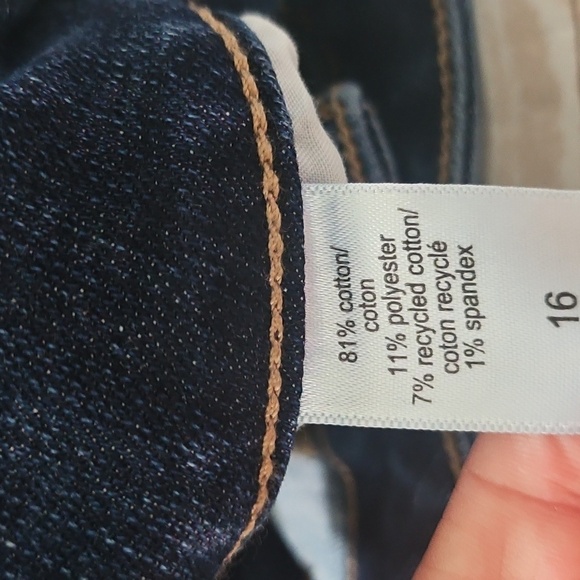 81% cotton/
coton
11% polyester
7% recycled cotton/
coton recyclé
1% spandex
16